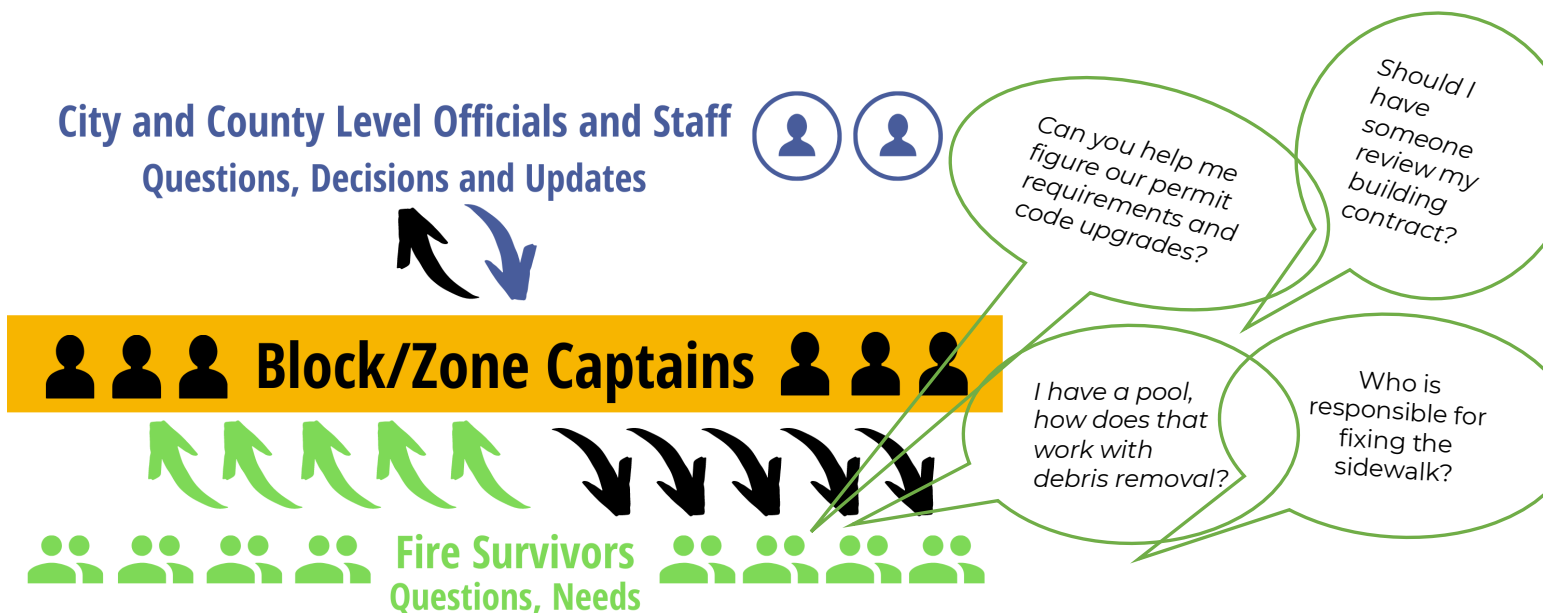 City and County Level Officials and Staff
Questions, Decisions and Updates
Can you help me
figure our permit
requirements and
code upgrades?
Should I
have
someone
review my
building
contract?
Block/Zone Captains
I have a pool,
how does that
work with
debris removal?
Who is
responsible for
fixing the
sidewalk?
Fire Survivors
Questions, Needs